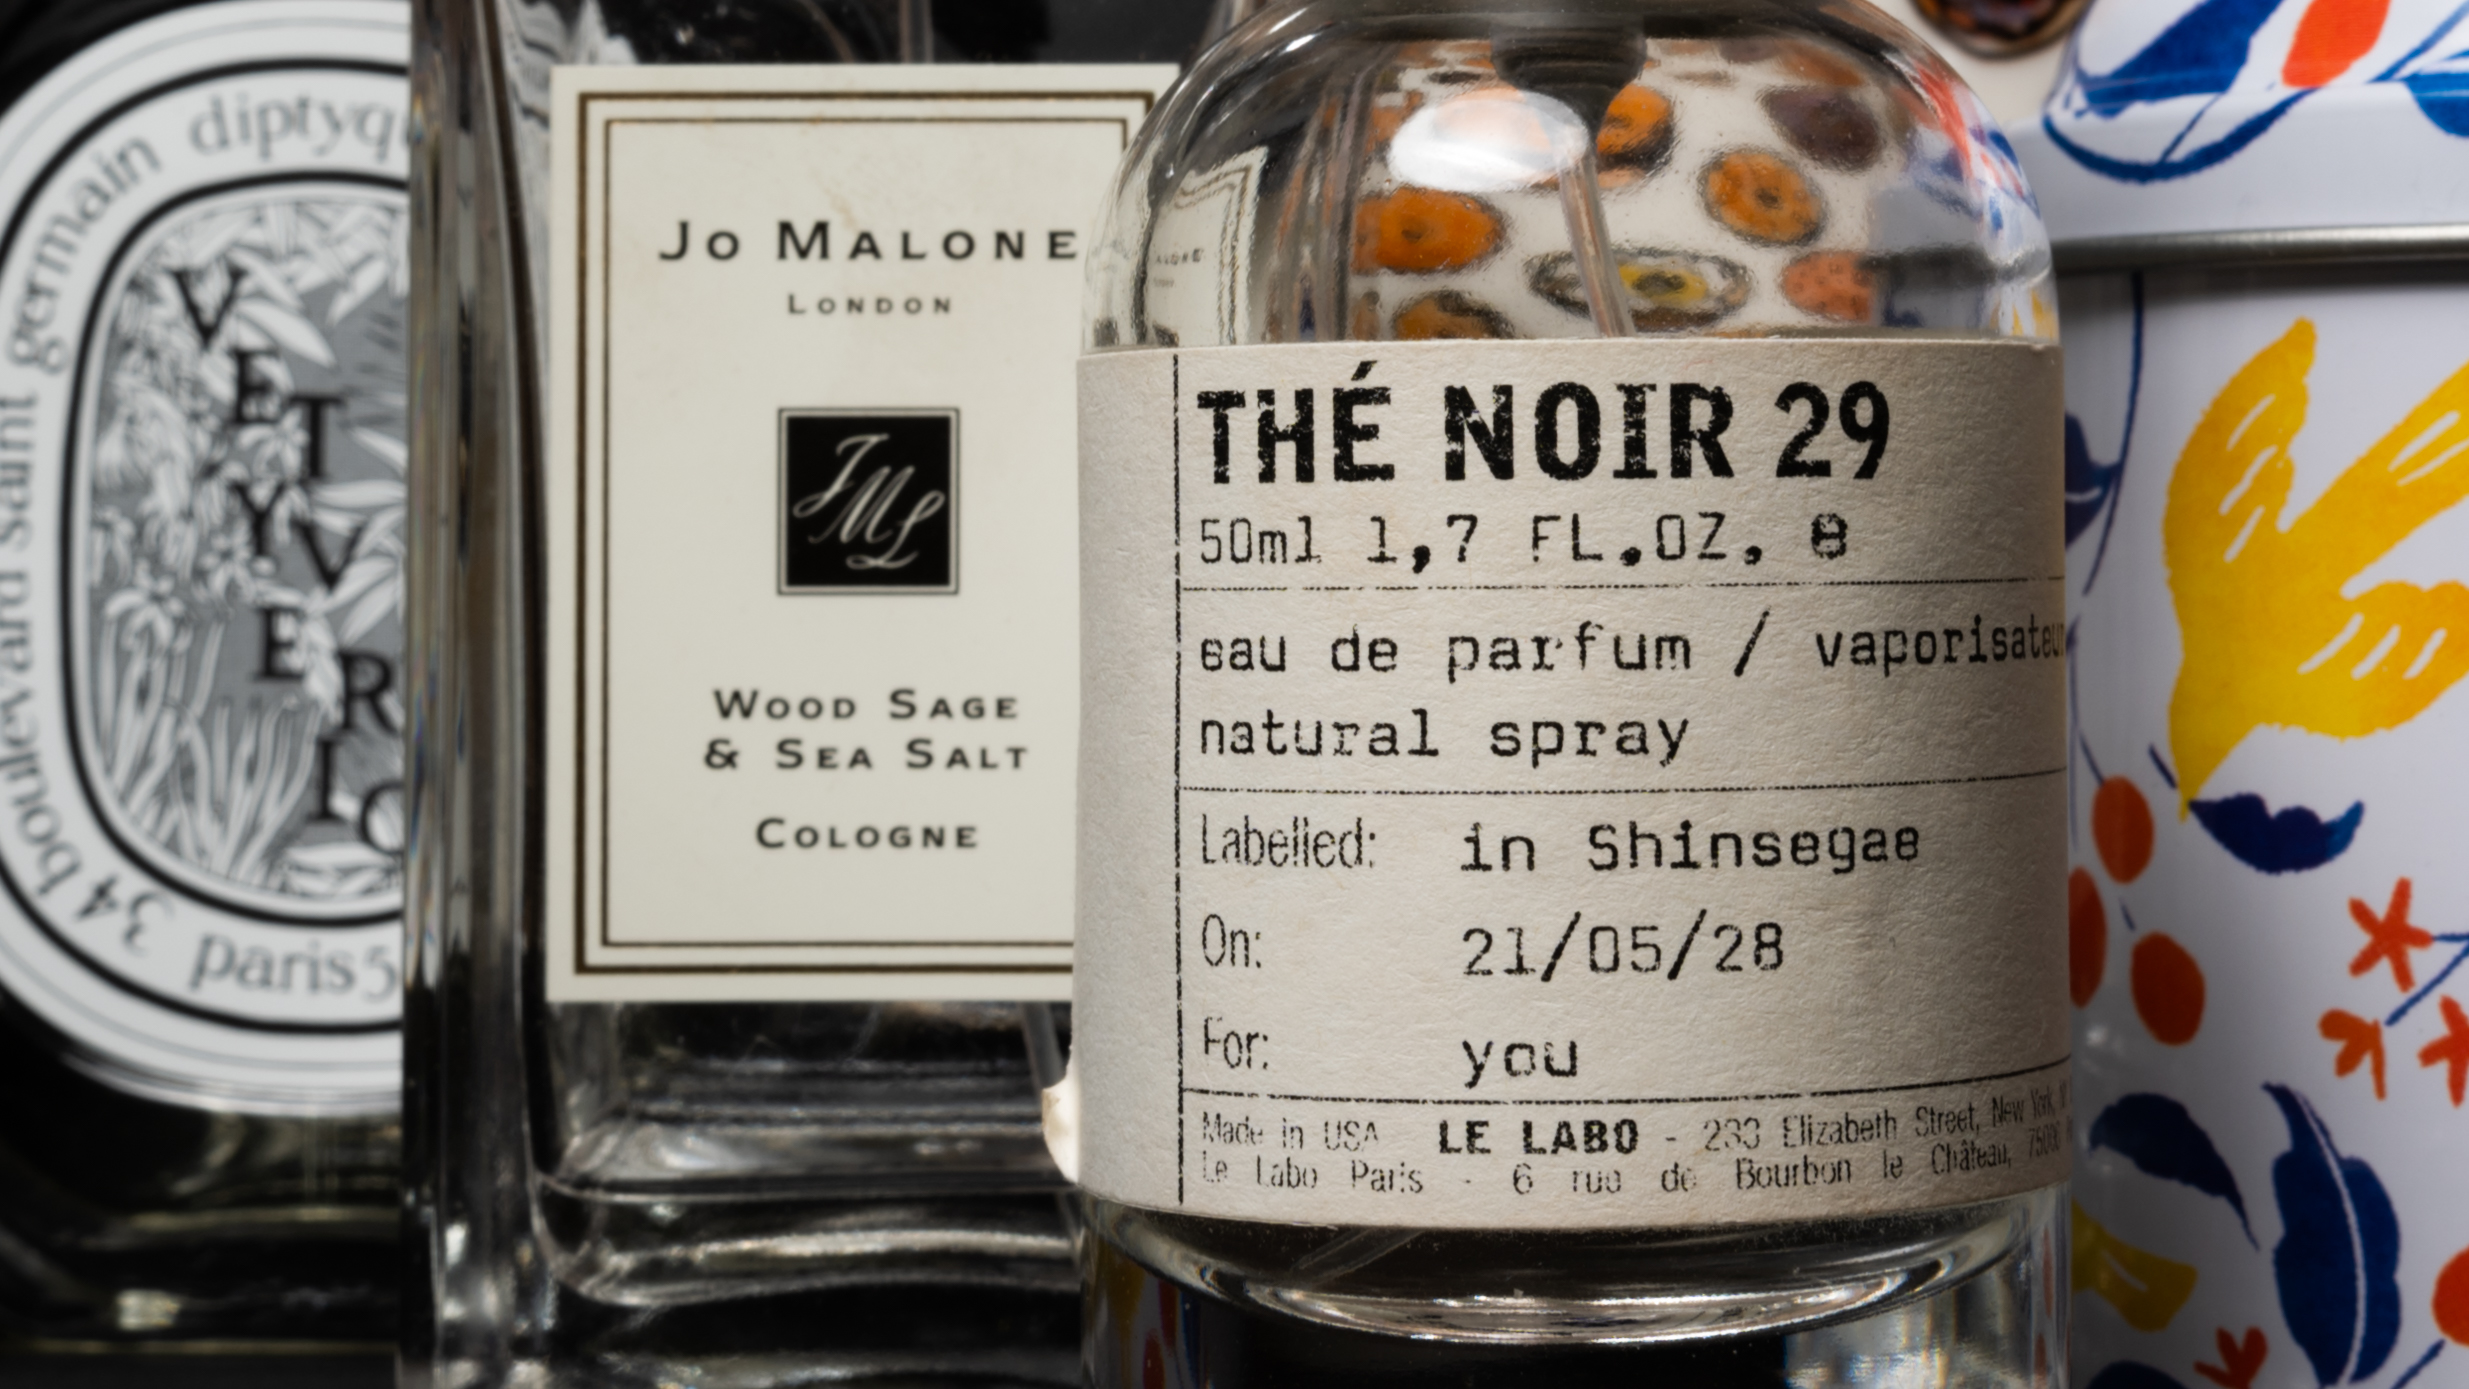 34 boulevard saint germain
paris 5
VETYVERIO
JO MALONE
LONDON
JML
WOOD SAGE
& SEA SALT
COLOGNE
THÉ NOIR 29
50ml 1,7 FL.OZ. e
eau de parfum / vaporisateur
natural spray
Labelled: in Shinsegae
On: 21/05/28
For: you
Made in USA LE LABO - 233 Elizabeth Street, New York,
Le Labo Paris - 6 rue de Bourbon le Château,